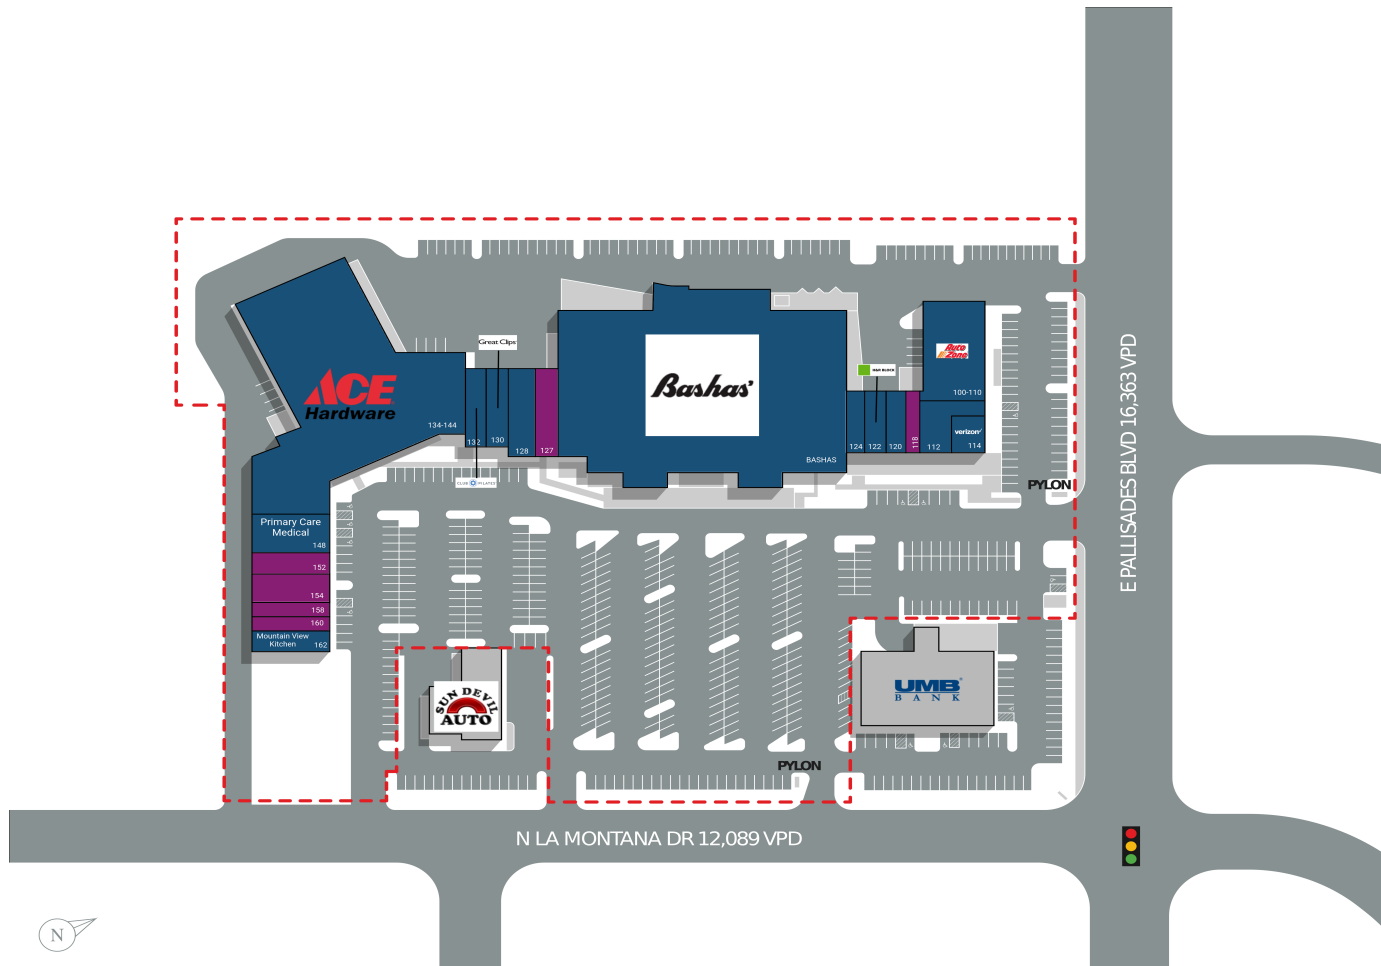 Great Clips
ACE
Hardware
134-144
132
130
128
127
CLUB PILATES
Bashas'
BASHAS
H&R BLOCK
124
122
120
118
112
Auto
Zone
100-110
verizon
114
PYLON
E PALLISADES BLVD 16,363 VPD
Primary Care
Medical
148
152
154
158
160
Mountain View
Kitchen
162
SUN DEVIL
AUTO
UMB
BANK
PYLON
N LA MONTANA DR 12,089 VPD
N